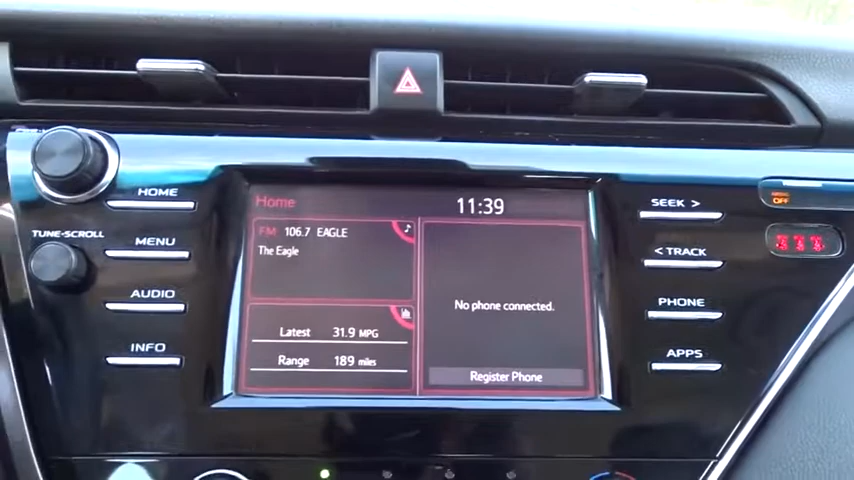 HOME
TUNE·SCROLL
MENU
AUDIO
INFO
Home
11:39
FM 106.7 EAGLE
The Eagle
Latest 31.9 MPG
Range 189 miles
No phone connected.
Register Phone
SEEK >
< TRACK
PHONE
APPS
OFF